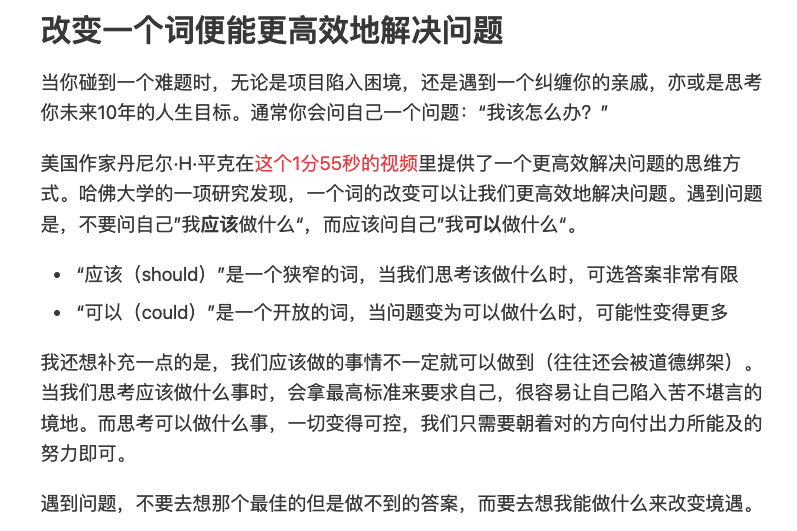 改变一个词便能更高效地解决问题
当你碰到一个难题时，无论是项目陷入困境，还是遇到一个纠缠你的亲戚，亦或是思考
你未来10年的人生目标。通常你会问自己一个问题：“我该怎么办？”
美国作家丹尼尔·H·平克在这个1分55秒的视频里提供了一个更高效解决问题的思维方
式。哈佛大学的一项研究发现，一个词的改变可以让我们更高效地解决问题。遇到问题
是，不要问自己”我应该做什么“，而应该问自己”我可以做什么“。
• “应该（should）”是一个狭窄的词，当我们思考该做什么时，可选答案非常有限
• “可以（could）”是一个开放的词，当问题变为可以做什么时，可能性变得更多
我还想补充一点的是，我们应该做的事情不一定就可以做到（往往还会被道德绑架）。
当我们思考应该做什么事时，会拿最高标准来要求自己，很容易让自己陷入苦不堪言的
境地。而思考可以做什么事，一切变得可控，我们只需要朝着对的方向付出力所能及的
努力即可。
遇到问题，不要去想那个最佳的但是做不到的答案，而要去想我能做什么来改变境遇。